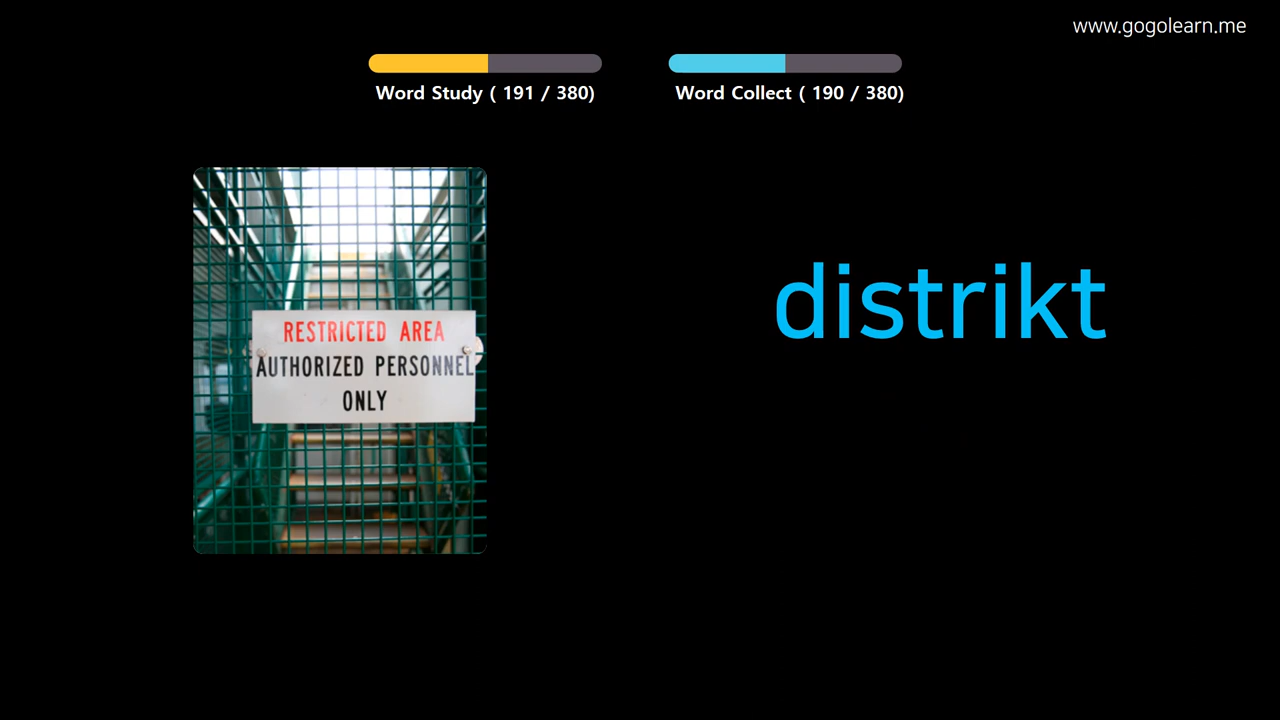 www.gogolearn.me
Word Study ( 191 / 380)
Word Collect ( 190 / 380)
RESTRICTED AREA
AUTHORIZED PERSONNEL
ONLY
distrikt